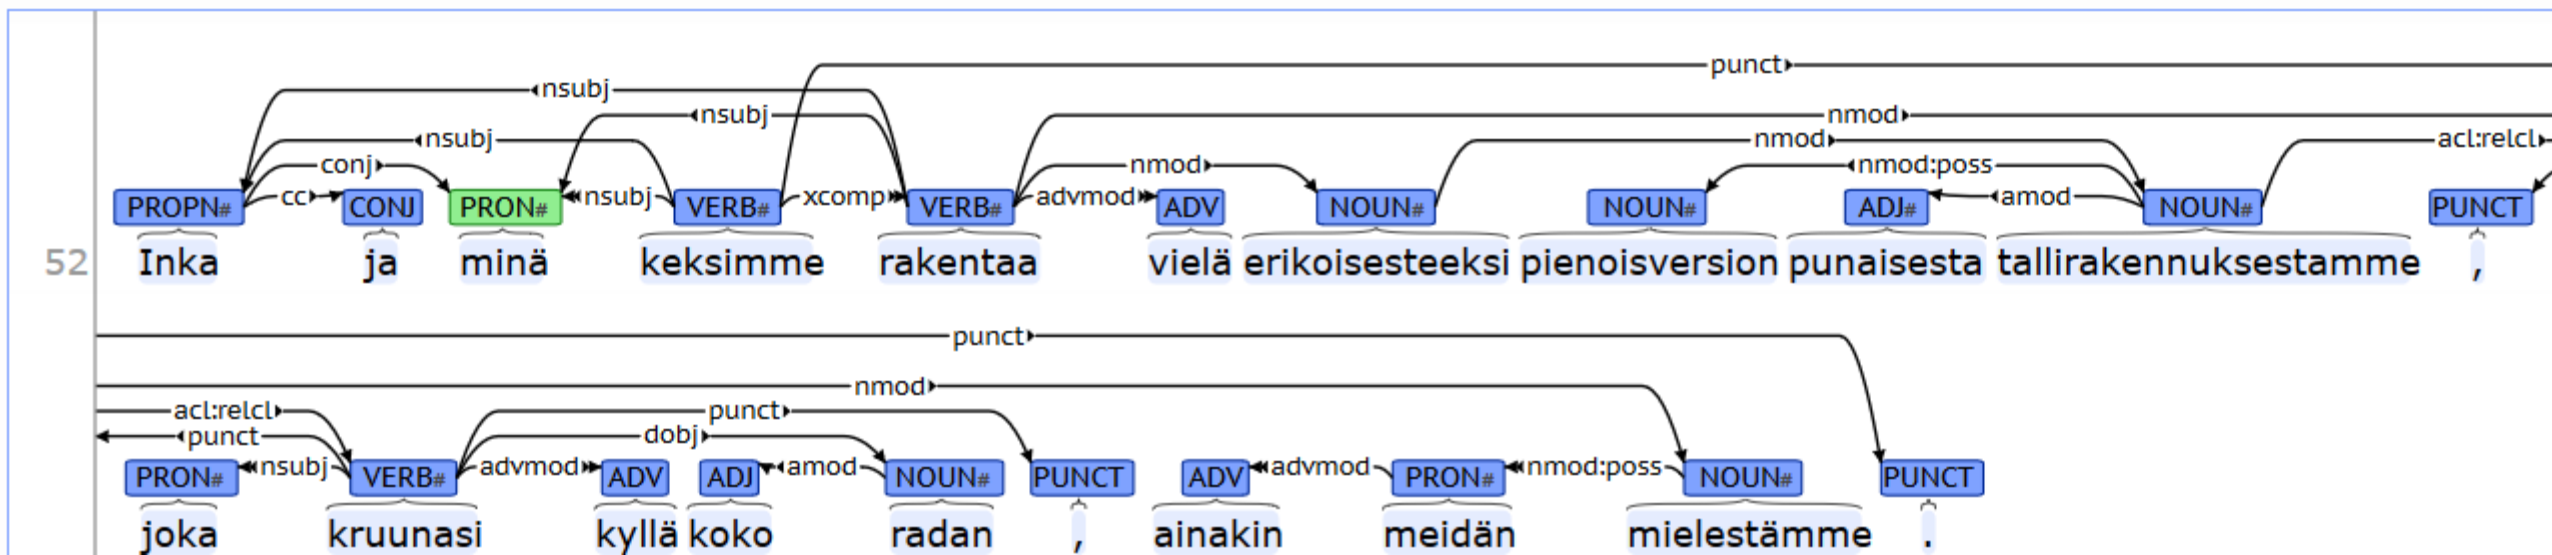 punct
nsubj
nsubj nmod
nsubj nmod acl:relcl
conj nmod nmod:poss
cc nsubj xcomp advmod amod
PROPN# CONJ PRON# VERB# VERB# ADV NOUN# NOUN# ADJ# NOUN# PUNCT
52 Inka ja minä keksimme rakentaa vielä erikoisesteeksi pienoisversion punaisesta tallirakennuksestamme ,
punct
nmod
acl:relcl punct
punct dobj
nsubj advmod amod advmod nmod:poss
PRON# VERB# ADV ADJ NOUN# PUNCT ADV PRON# NOUN# PUNCT
joka kruunasi kyllä koko radan , ainakin meidän mielestämme .